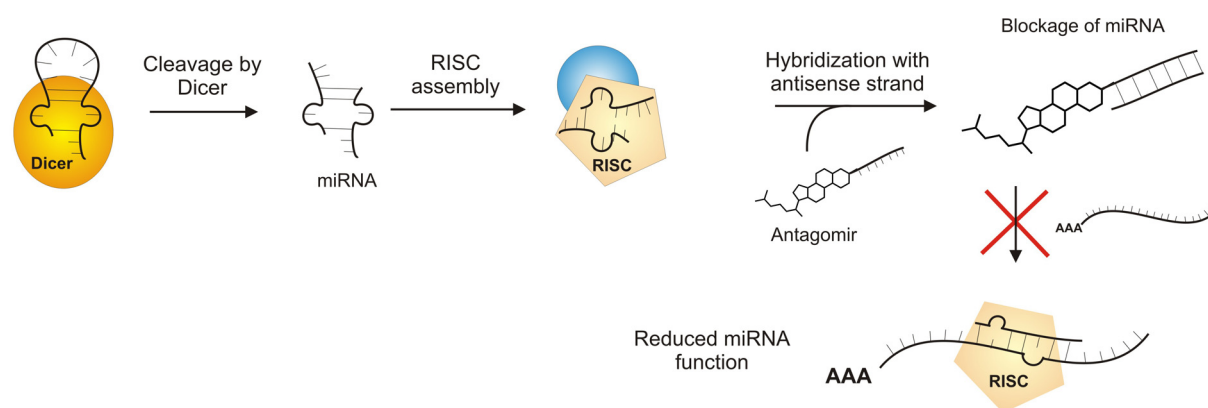 Cleavage by
Dicer
RISC
assembly
Hybridization with
antisense strand
Blockage of miRNA
Dicer
miRNA
RISC
Antagomir
AAA
Reduced miRNA
function
AAA
RISC